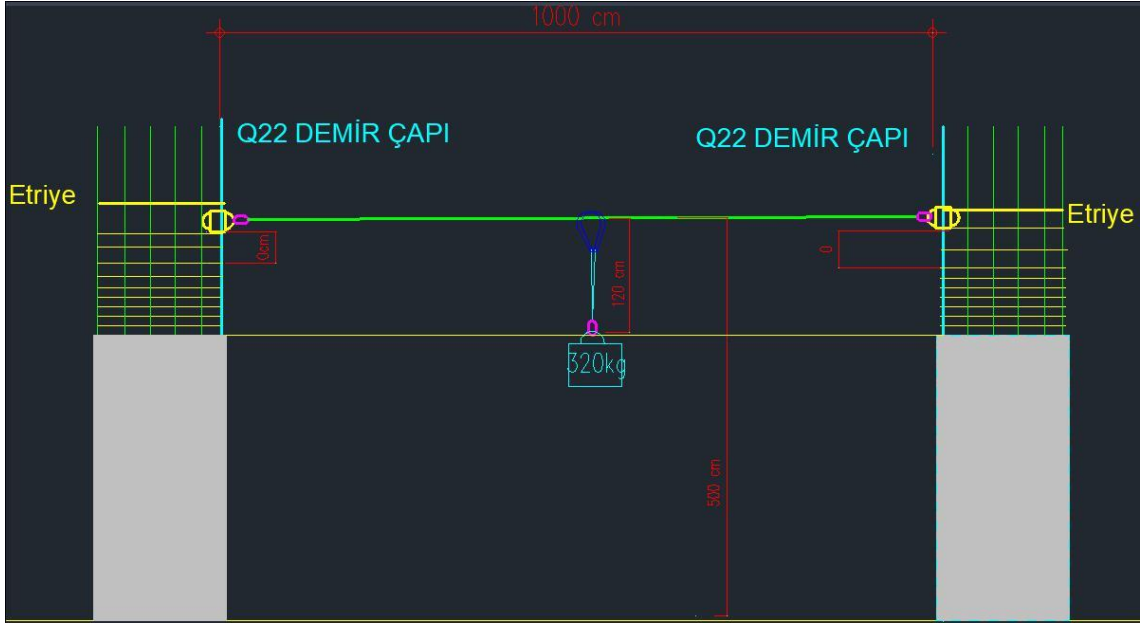 1000 cm
Q22 DEMİR ÇAPI
Q22 DEMİR ÇAPI
Etriye
Etriye
0cm
0
120 cm
320kg
500 cm